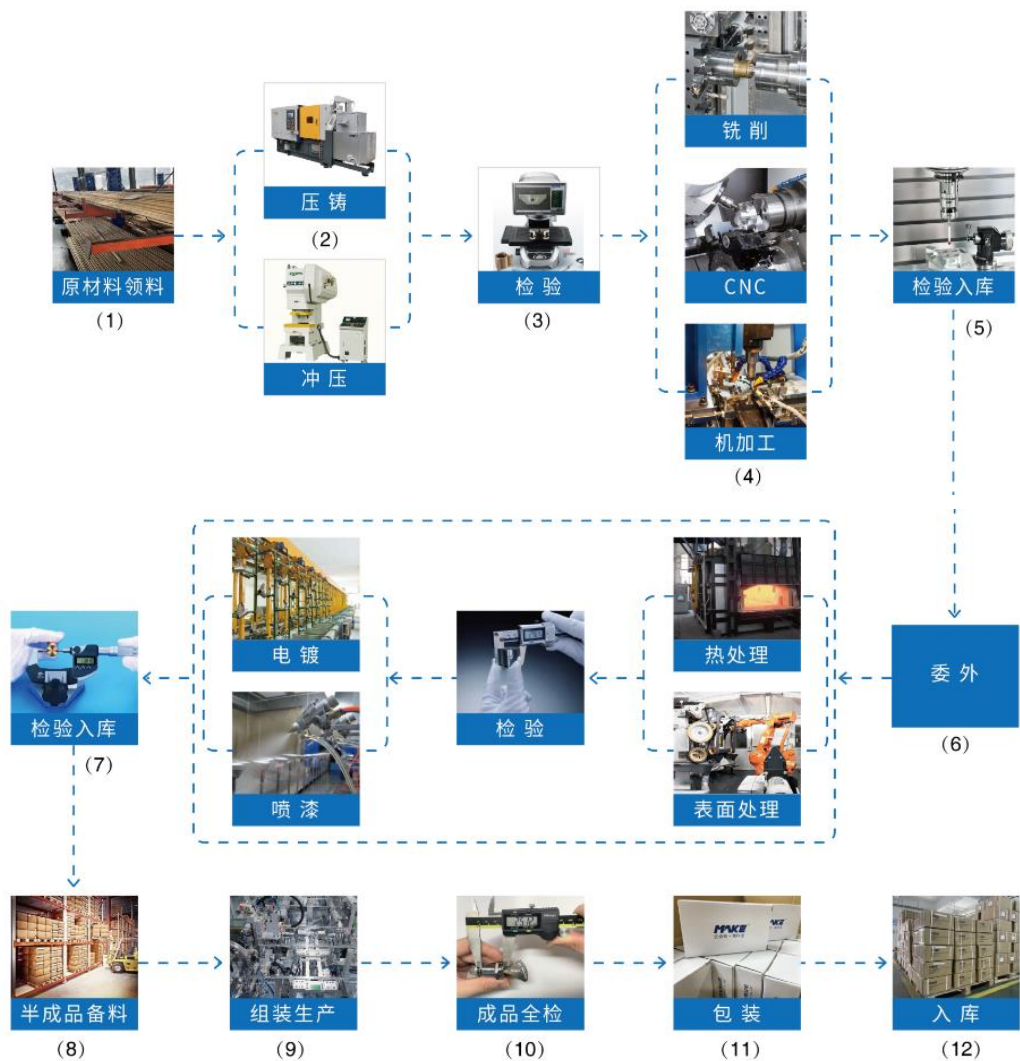 铣 削
压 铸
(2)
原材料领料
(1)
冲 压
检 验
(3)
CNC
机加工
(4)
检验入库
(5)
委 外
(6)
热处理
表面处理
检 验
电 镀
喷 漆
检验入库
(7)
半成品备料
(8)
组装生产
(9)
成品全检
(10)
MAKE
包 装
(11)
入 库
(12)